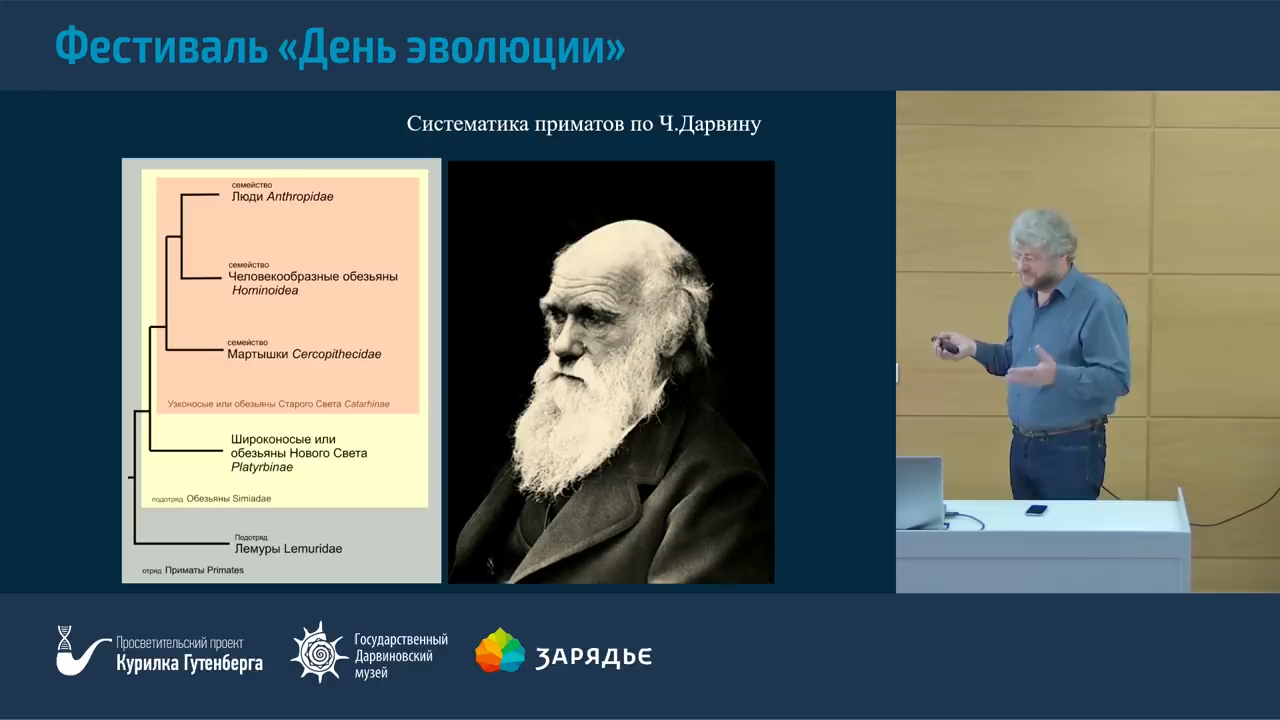 Фестиваль «День эволюции»
Систематика приматов по Ч.Дарвину
семейство
Люди Anthropidae
семейство
Человекообразные обезьяны
Hominoidea
семейство
Мартышки Cercopithecidae
Узконосые или обезьяны Старого Света Catarhinae
Широконосые или
обезьяны Нового Света
Platyrbinae
подотряд Обезьяны Simiadae
Подотряд
Лемуры Lemuridae
отряд Приматы Primates
Просветительский проект
Курилка Гутенберга
Государственный
Дарвиновский
музей
ЗАРЯДЬЕ